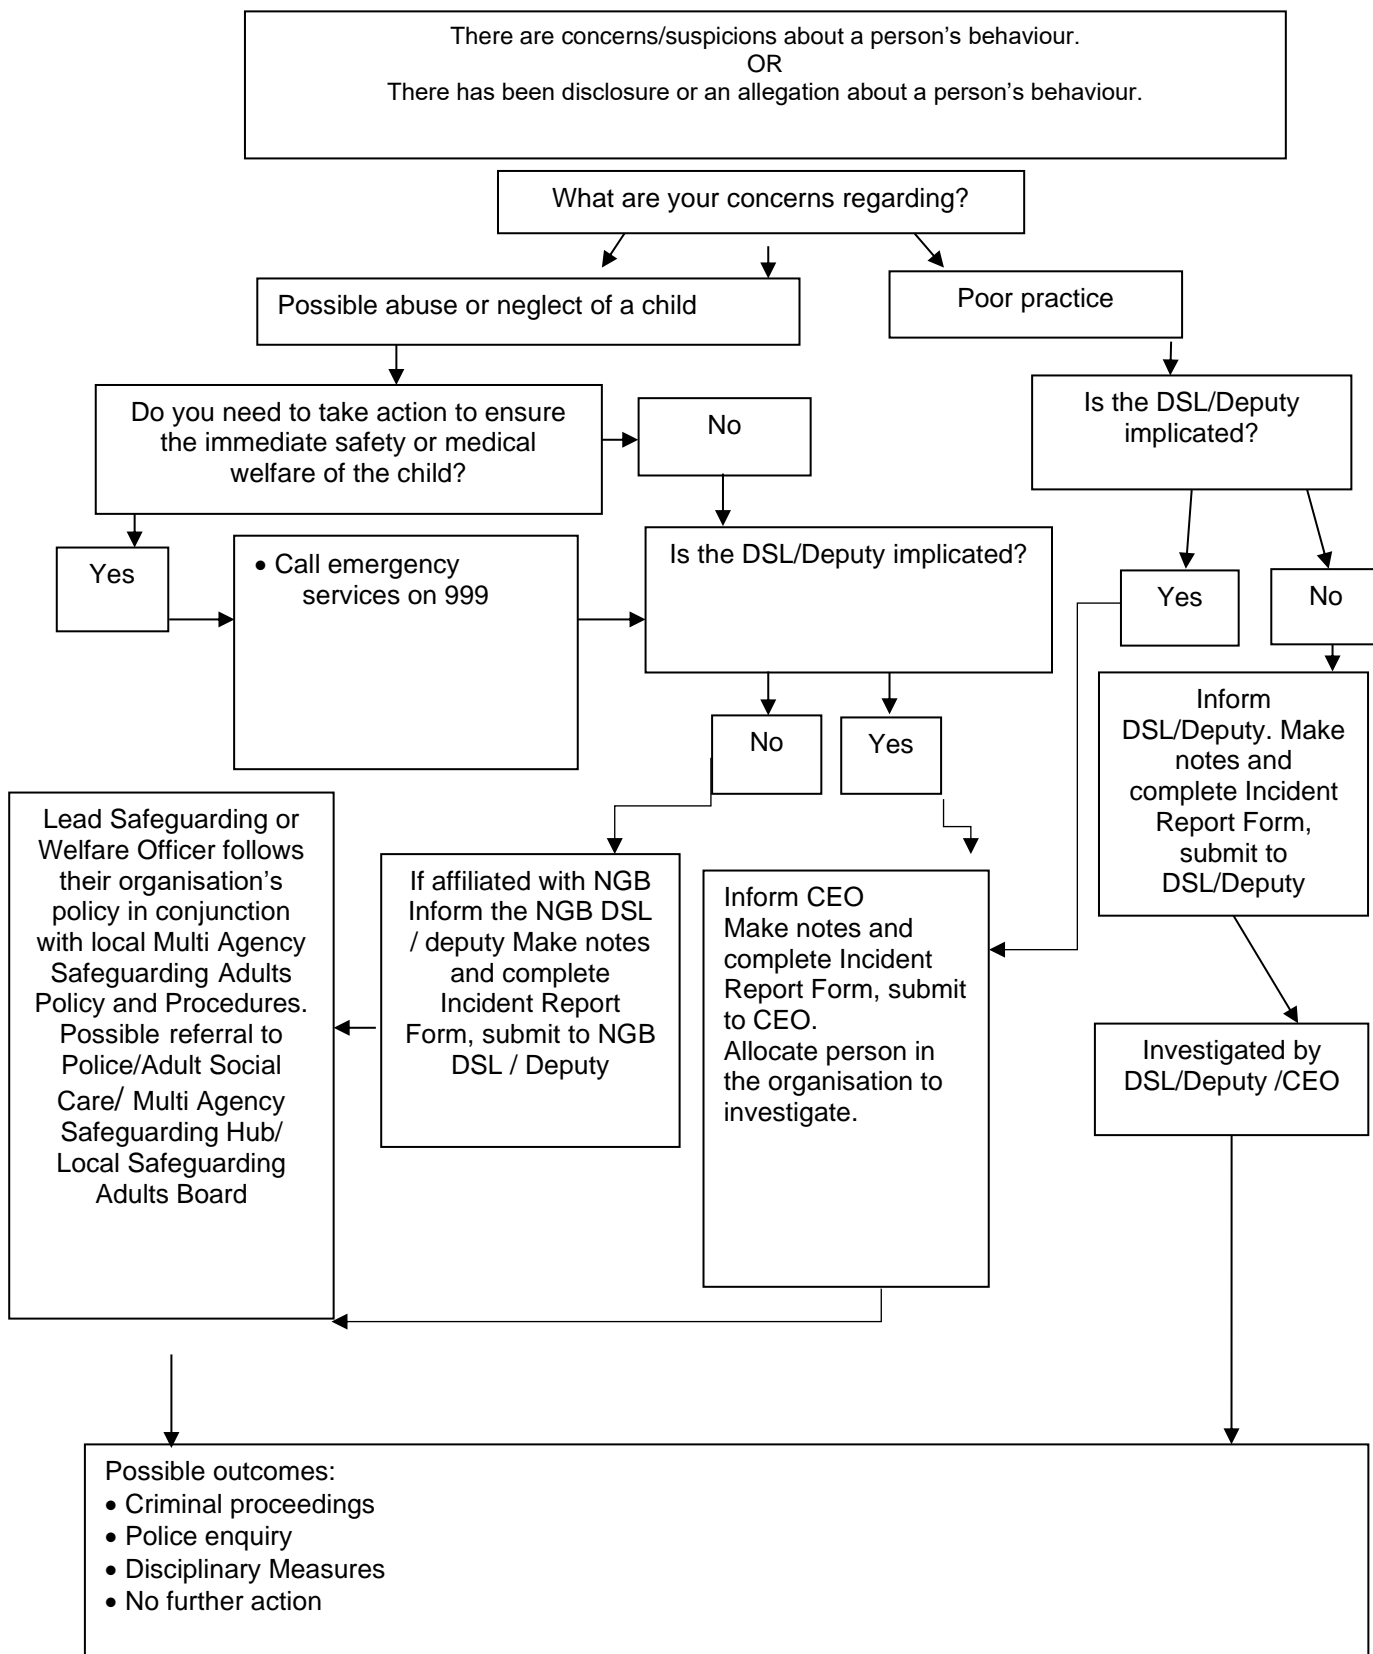 There are concerns/suspicions about a person’s behaviour.
OR
There has been disclosure or an allegation about a person’s behaviour.
What are your concerns regarding?
Possible abuse or neglect of a child
Poor practice
Do you need to take action to ensure
the immediate safety or medical
welfare of the child?
No
Is the DSL/Deputy
implicated?
Yes
• Call emergency
services on 999
Is the DSL/Deputy implicated?
Yes
No
No
Yes
Inform
DSL/Deputy. Make
notes and
complete Incident
Report Form,
submit to
DSL/Deputy
Lead Safeguarding or
Welfare Officer follows
their organisation’s
policy in conjunction
with local Multi Agency
Safeguarding Adults
Policy and Procedures.
Possible referral to
Police/Adult Social
Care/ Multi Agency
Safeguarding Hub/
Local Safeguarding
Adults Board
If affiliated with NGB
Inform the NGB DSL
/ deputy Make notes
and complete
Incident Report
Form, submit to NGB
DSL / Deputy
Inform CEO
Make notes and
complete Incident
Report Form, submit
to CEO.
Allocate person in
the organisation to
investigate.
Investigated by
DSL/Deputy /CEO
Possible outcomes:
• Criminal proceedings
• Police enquiry
• Disciplinary Measures
• No further action